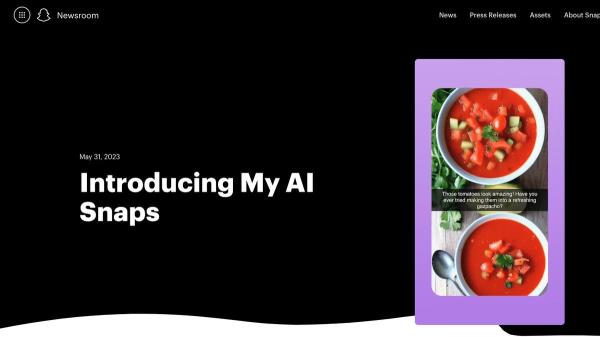 Newsroom
News Press Releases Assets About Snap
May 31, 2023
Introducing My AI
Snaps
Those tomatoes look amazing! Have you
ever tried making them into a refreshing
gazpacho?